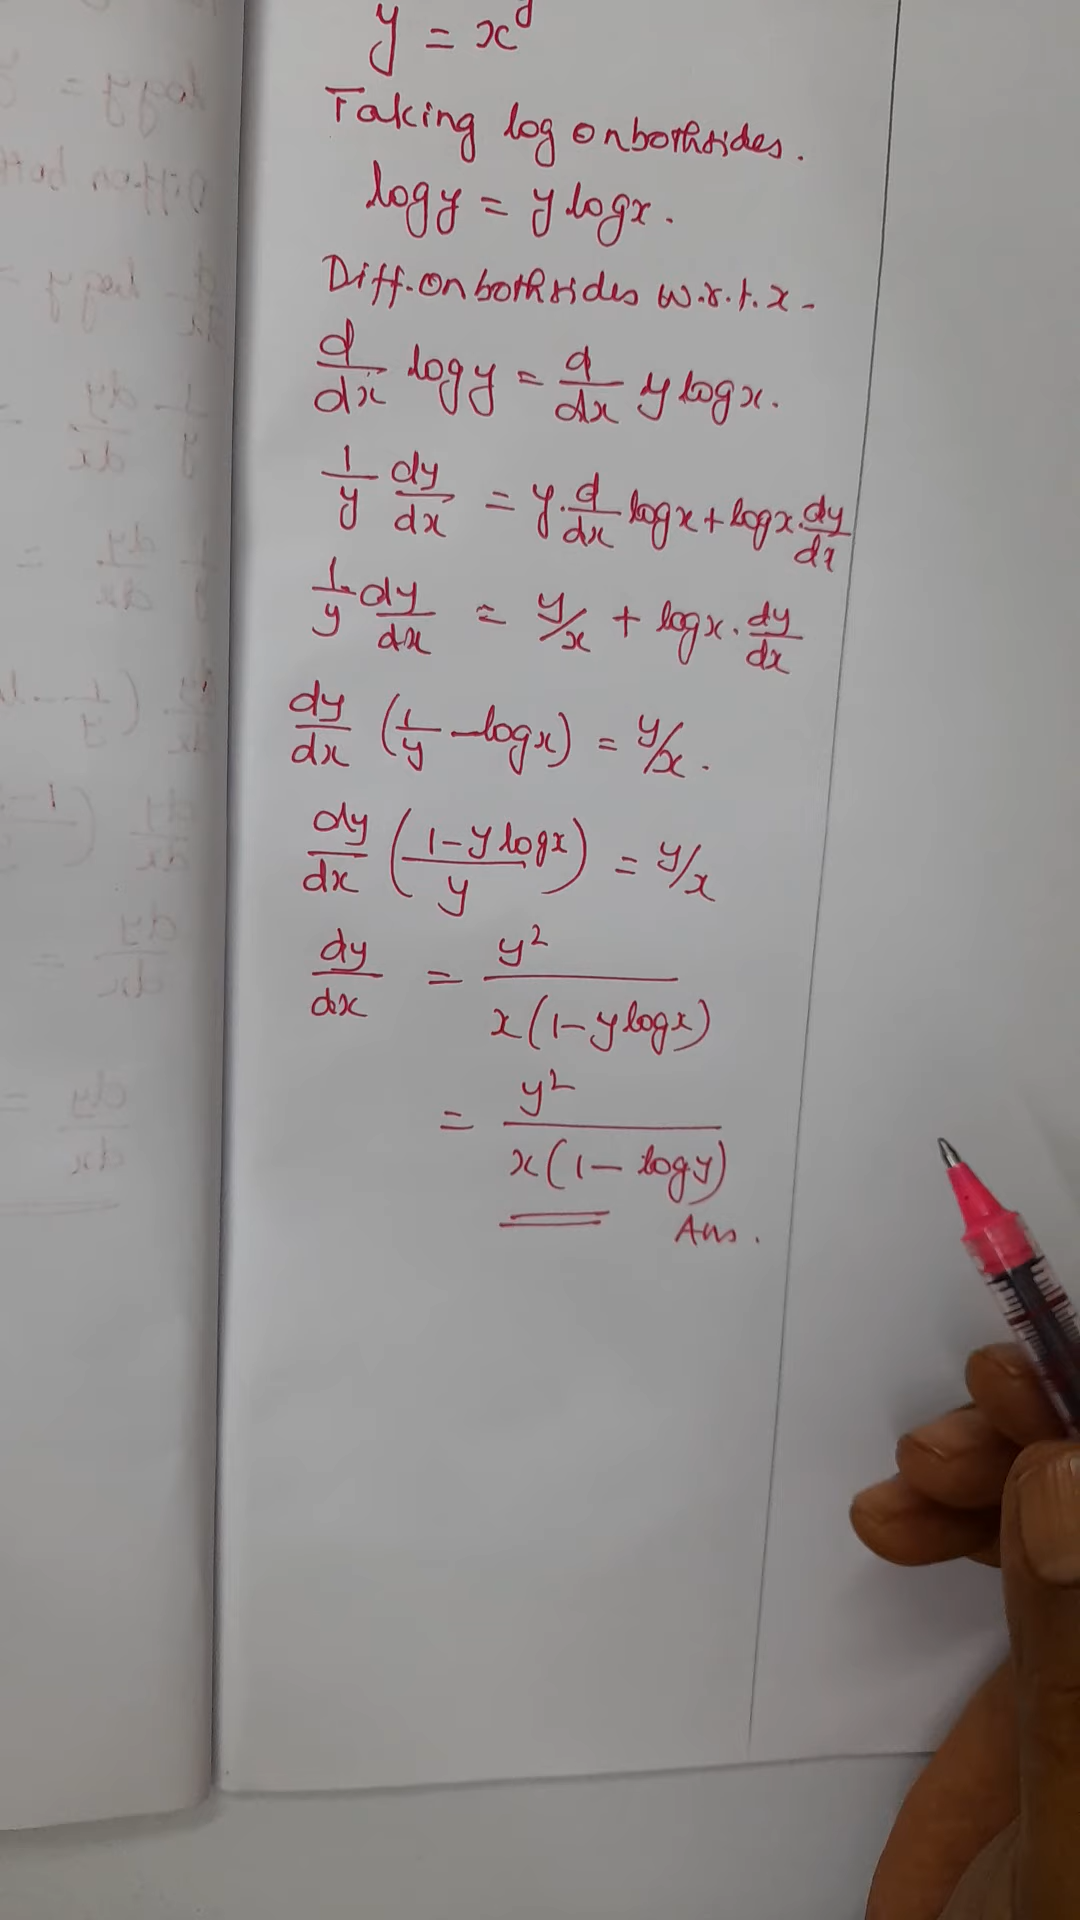 y = x^y
Taking log on both sides.
log y = y log x.
Diff. on both sides w.r.t. x -
d/dx log y = d/dx y log x.
1/y dy/dx = y. d/dx log x + log x. dy/dx
1/y dy/dx = y/x + log x. dy/dx
dy/dx (1/y - log x) = y/x.
dy/dx ((1 - y log x)/y) = y/x
dy/dx = y²/(x(1 - y log x))
= y²/(x(1 - log y))
Ans.